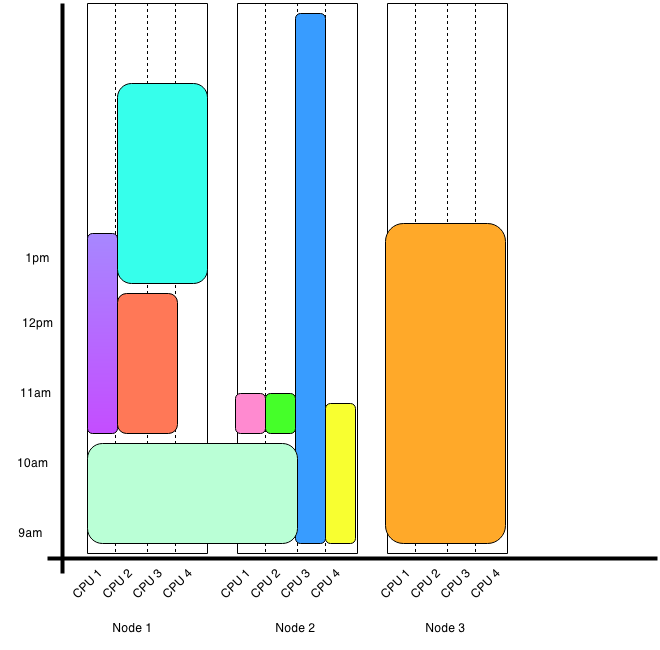 1pm
12pm
11am
10am
9am
CPU 1 CPU 2 CPU 3 CPU 4 CPU 1 CPU 2 CPU 3 CPU 4 CPU 1 CPU 2 CPU 3 CPU 4
Node 1 Node 2 Node 3